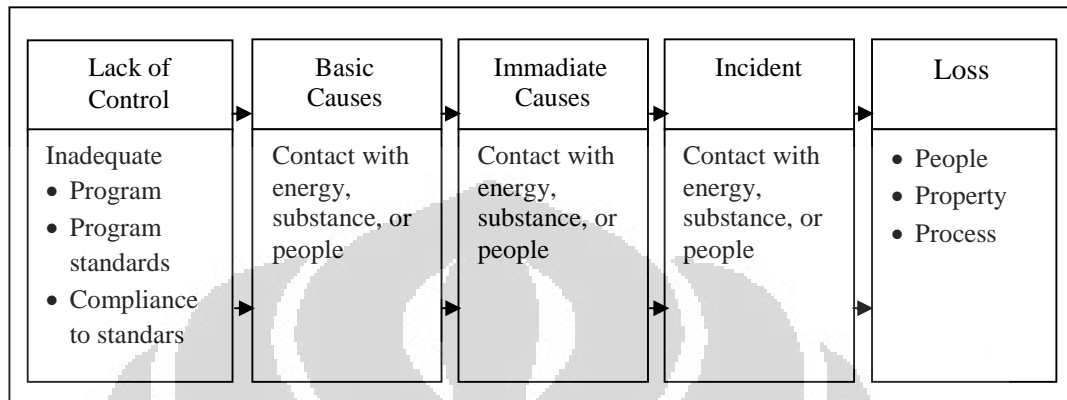 Lack of
Control
Basic
Causes
Immadiate
Causes
Incident
Loss
Inadequate
• Program
• Program
standards
• Compliance
to standars
Contact with
energy,
substance, or
people
Contact with
energy,
substance, or
people
Contact with
energy,
substance, or
people
• People
• Property
• Process